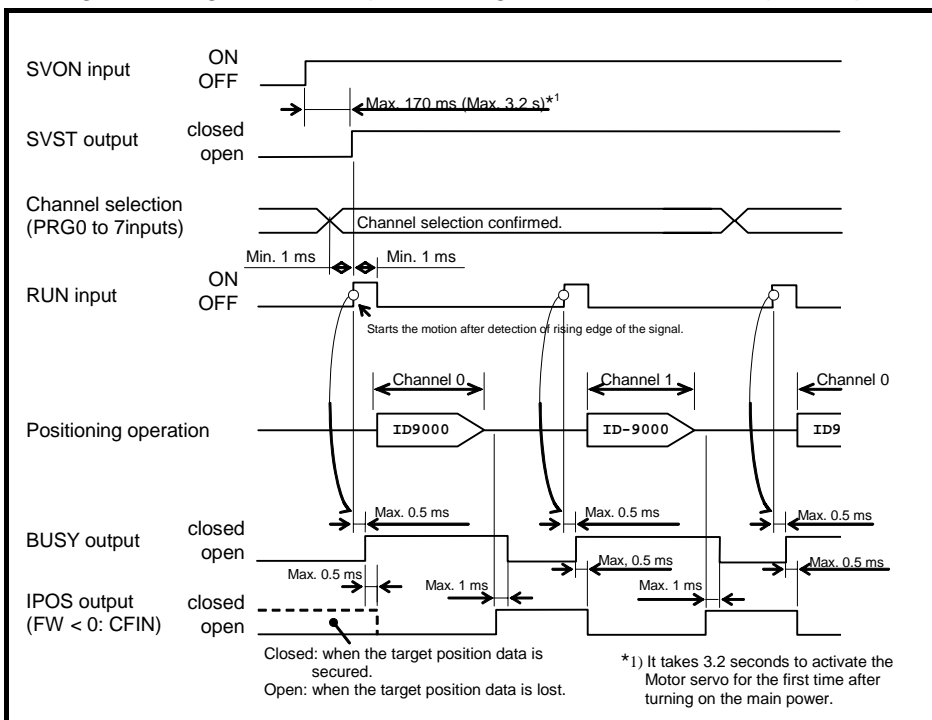 SVON input
ON
OFF
Max. 170 ms (Max. 3.2 s)*1
SVST output
closed
open
Channel selection
(PRG0 to 7inputs)
Channel selection confirmed.
Min. 1 ms
Min. 1 ms
RUN input
ON
OFF
Starts the motion after detection of rising edge of the signal.
Channel 0
Channel 1
Channel 0
Positioning operation
ID9000
ID-9000
ID9
Max. 0.5 ms
Max. 0.5 ms
Max. 0.5 ms
BUSY output
closed
open
Max. 0.5 ms
Max. 1 ms
Max, 0.5 ms
Max. 1 ms
Max. 0.5 ms
IPOS output
(FW < 0: CFIN)
closed
open
Closed: when the target position data is
secured.
Open: when the target position data is lost.
*1) It takes 3.2 seconds to activate the
Motor servo for the first time after
turning on the main power.